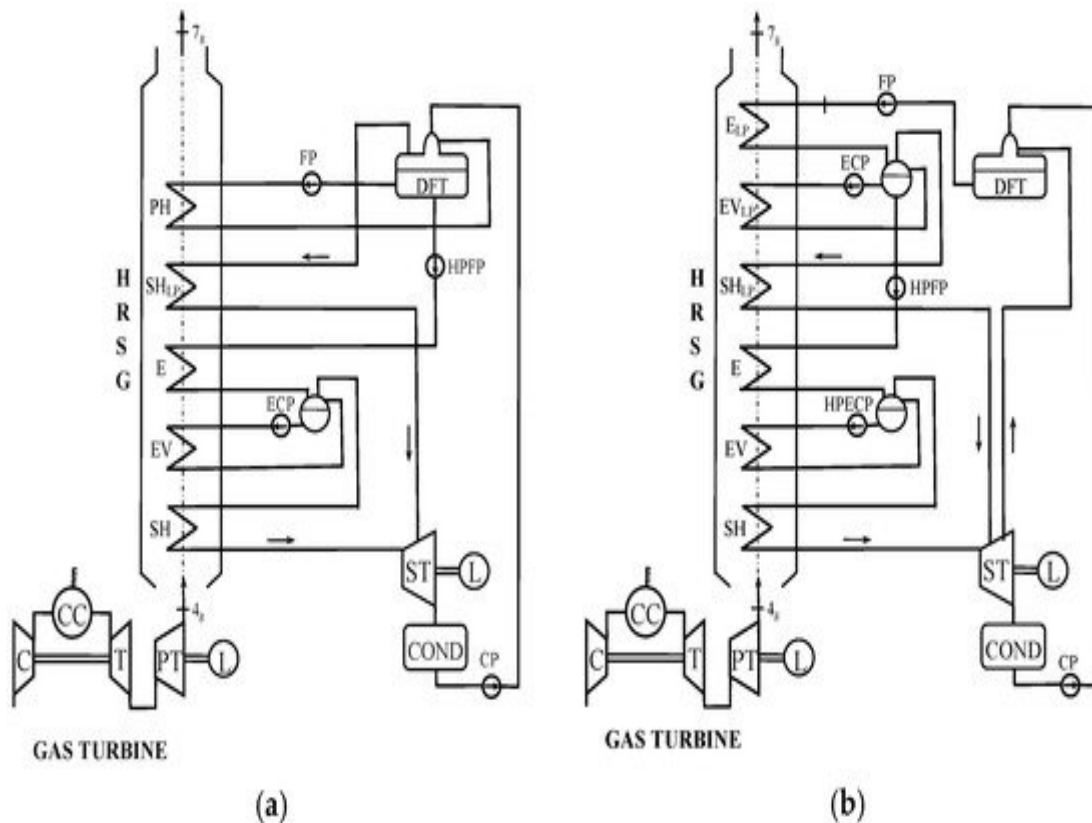 7g
FP
DFT
PH
HPFP
SHLP
H
R
S
G
E
ECP
EV
SH
ST
L
4g
CC
C
T
PT
L
COND
CP
GAS TURBINE
(a)
7g
FP
ELP
ECP
DFT
EVLP
SHLP
HPFP
H
R
S
G
E
HPECP
EV
SH
ST
L
4g
CC
C
T
PT
L
COND
CP
GAS TURBINE
(b)